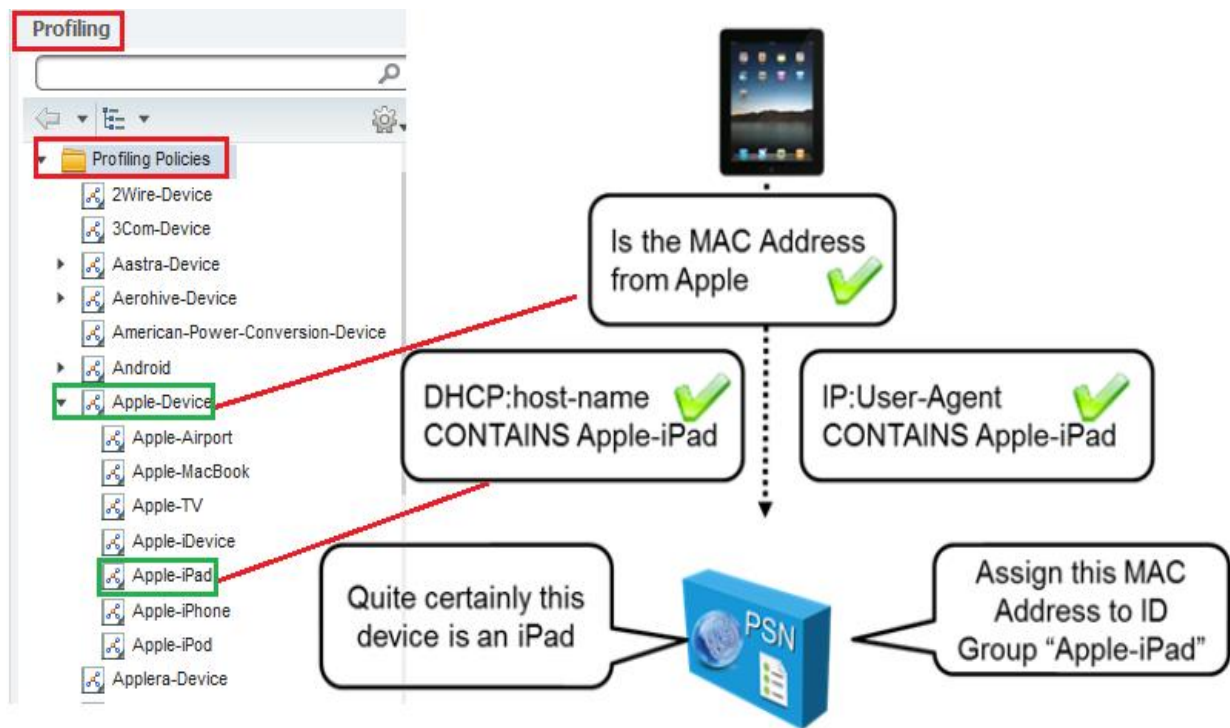 Profiling
Profiling Policies
2Wire-Device
3Com-Device
Aastra-Device
Aerohive-Device
American-Power-Conversion-Device
Android
Apple-Device
Apple-Airport
Apple-MacBook
Apple-TV
Apple-iDevice
Apple-iPad
Apple-iPhone
Apple-iPod
Applera-Device
Is the MAC Address
from Apple
DHCP:host-name
CONTAINS Apple-iPad
IP:User-Agent
CONTAINS Apple-iPad
Quite certainly this
device is an iPad
PSN
Assign this MAC
Address to ID
Group “Apple-iPad”